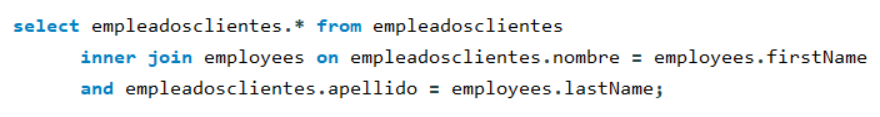 select empleadosclientes.* from empleadosclientes
inner join employees on empleadosclientes.nombre = employees.firstName
and empleadosclientes.apellido = employees.lastName;